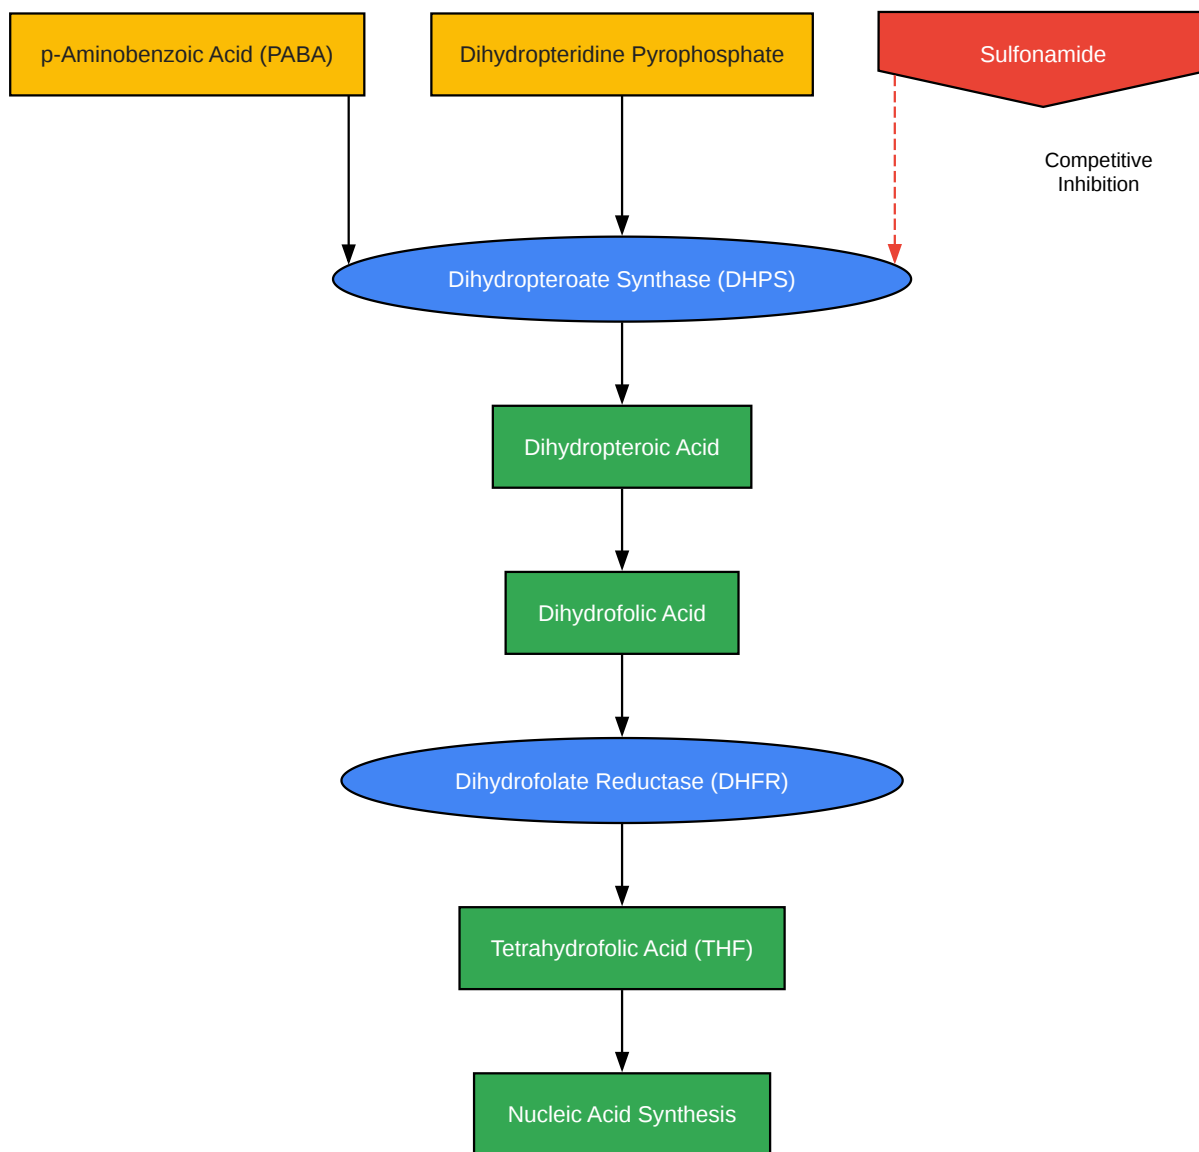 p-Aminobenzoic Acid (PABA)
Dihydropteridine Pyrophosphate
Sulfonamide
Competitive
Inhibition
Dihydropteroate Synthase (DHPS)
Dihydropteroic Acid
Dihydrofolic Acid
Dihydrofolate Reductase (DHFR)
Tetrahydrofolic Acid (THF)
Nucleic Acid Synthesis